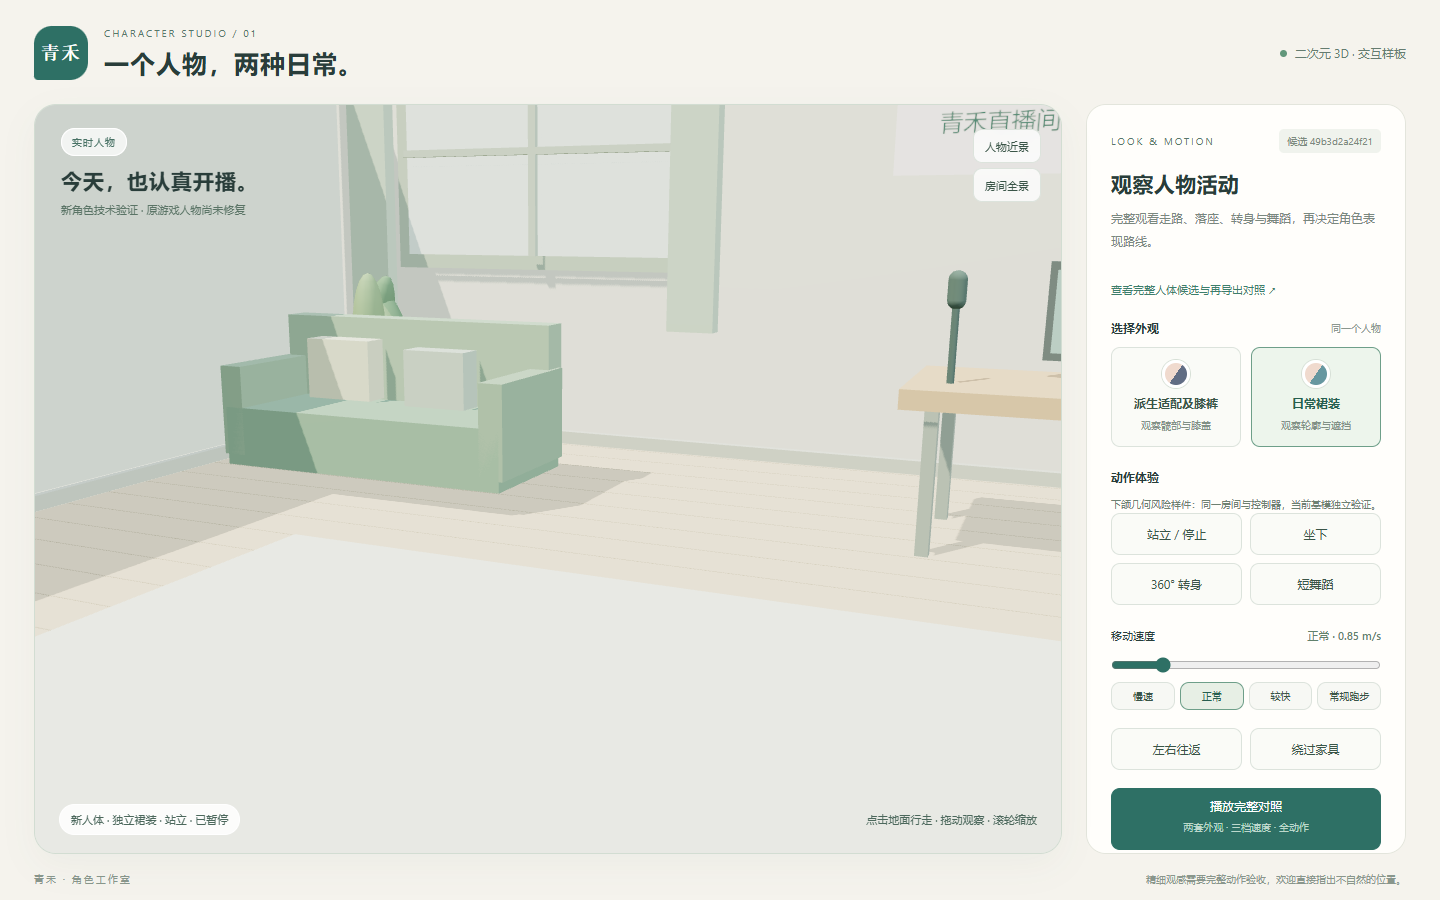 青禾
CHARACTER STUDIO / 01
一个人物，两种日常。
二次元 3D · 交互样板
实时人物
今天，也认真开播。
新角色技术验证 · 原游戏人物尚未修复
青禾直播间
人物近景
房间全景
新人体 · 独立裙装 · 站立 · 已暂停
点击地面行走 · 拖动观察 · 滚轮缩放
LOOK & MOTION
候选 49b3d2a24f21
观察人物活动
完整观看走路、落座、转身与舞蹈，再决定角色表
现路线。
查看完整人体候选与再导出对照 ↗
选择外观
同一个人物
派生适配及膝裤
观察髋部与膝盖
日常裙装
观察轮廓与遮挡
动作体验
下颌几何风险样件：同一房间与控制器，当前基模独立验证。
站立 / 停止
坐下
360° 转身
短舞蹈
移动速度
正常 · 0.85 m/s
慢速
正常
较快
常规跑步
左右往返
绕过家具
播放完整对照
两套外观 · 三档速度 · 全动作
青禾 · 角色工作室
精细观感需要完整动作验收，欢迎直接指出不自然的位置。